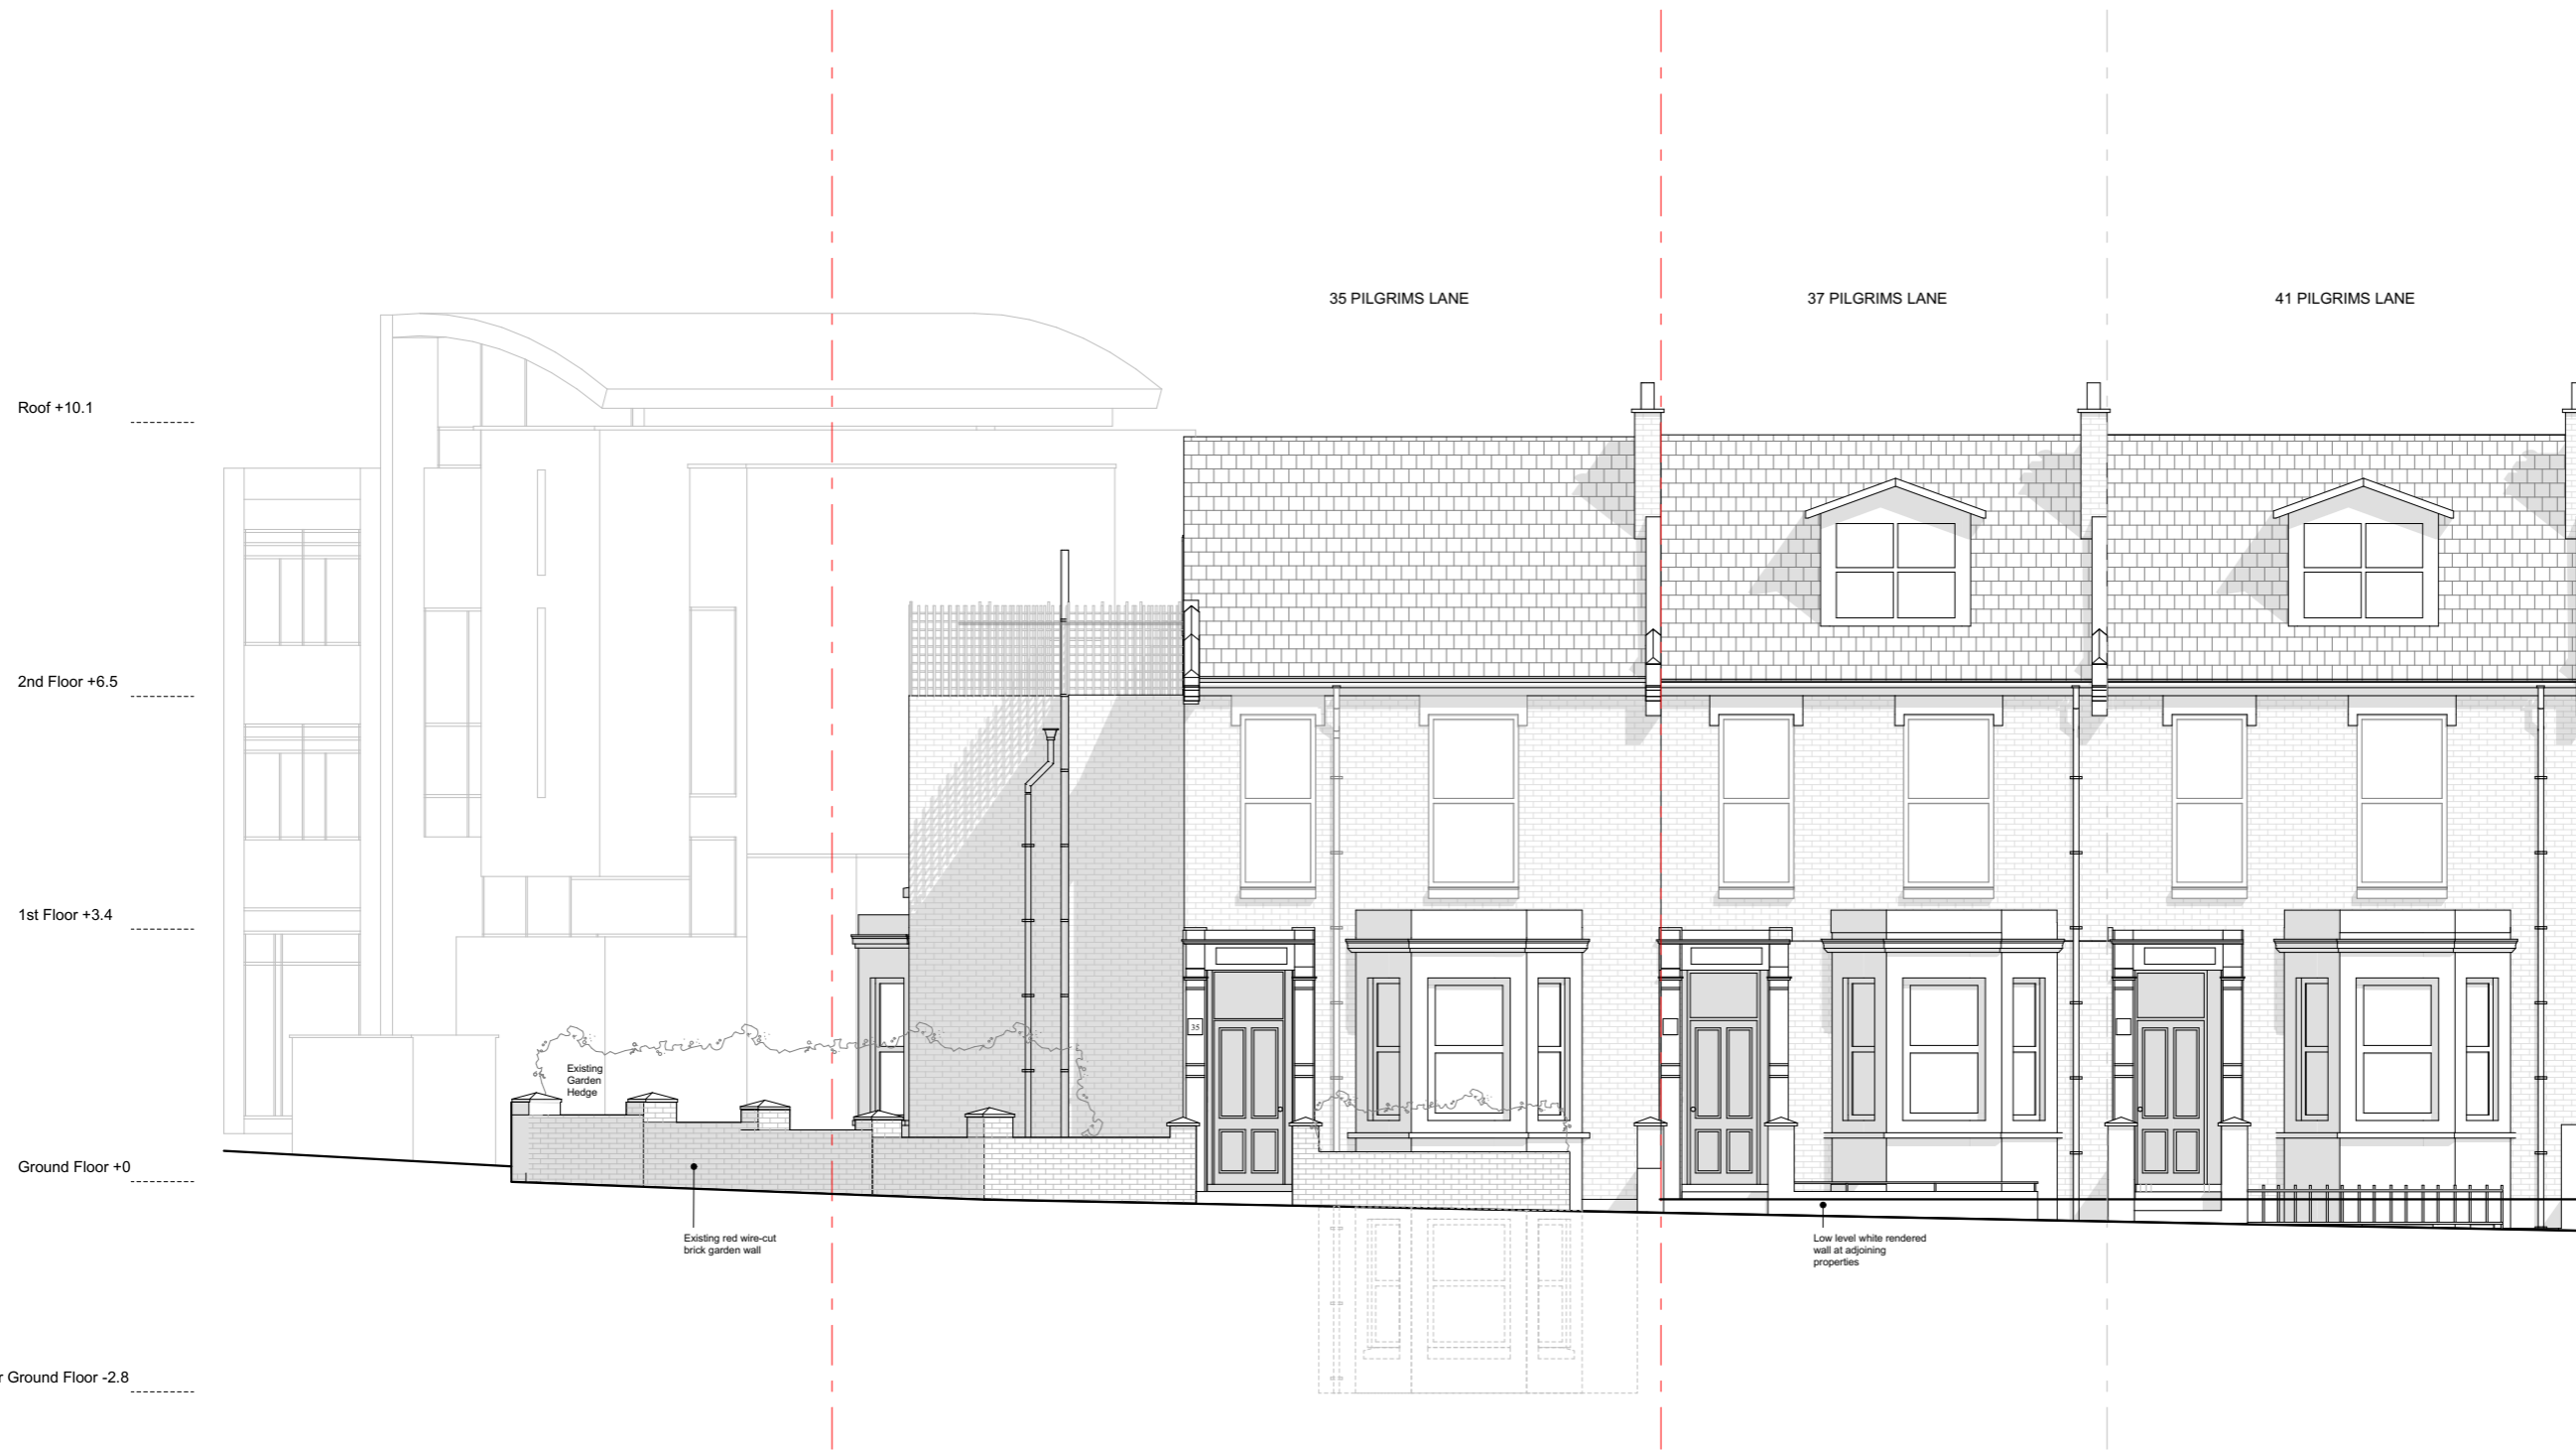 35 PILGRIMS LANE
37 PILGRIMS LANE
41 PILGRIMS LANE
Roof +10.1
2nd Floor +6.5
1st Floor +3.4
35
Existing
Garden
Hedge
Ground Floor +0
Existing red wire-cut
brick garden wall
Low level white rendered
wall at adjoining
properties
r Ground Floor -2.8